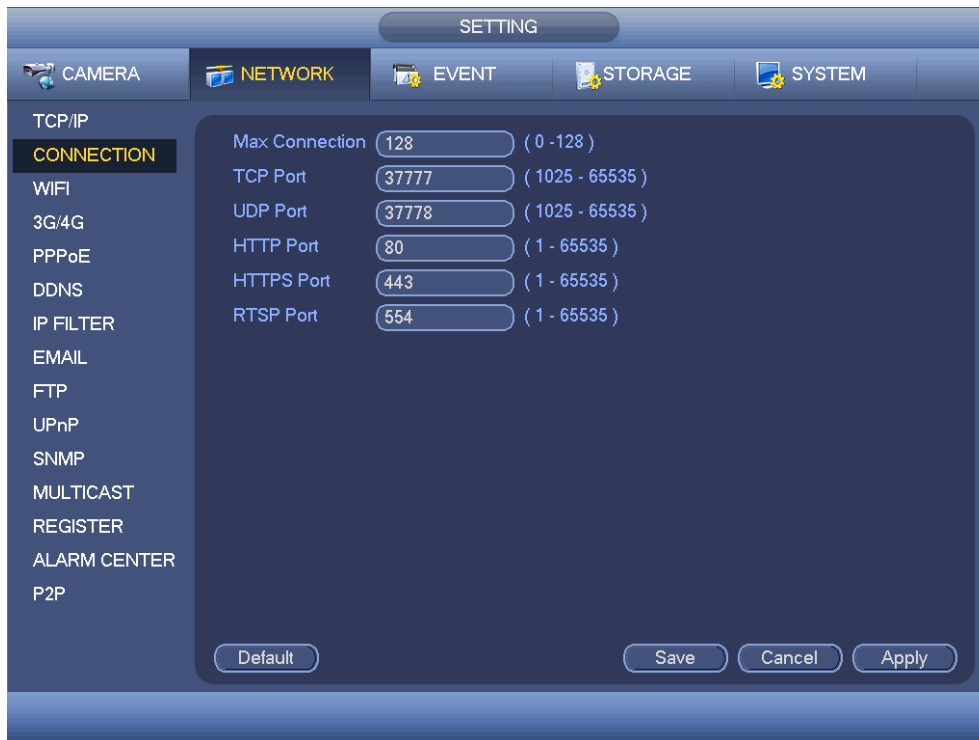 SETTING
CAMERA NETWORK EVENT STORAGE SYSTEM
TCP/IP
CONNECTION
WIFI
3G/4G
PPPoE
DDNS
IP FILTER
EMAIL
FTP
UPnP
SNMP
MULTICAST
REGISTER
ALARM CENTER
P2P
Max Connection 128 ( 0 -128 )
TCP Port 37777 ( 1025 - 65535 )
UDP Port 37778 ( 1025 - 65535 )
HTTP Port 80 ( 1 - 65535 )
HTTPS Port 443 ( 1 - 65535 )
RTSP Port 554 ( 1 - 65535 )
Default Save Cancel Apply